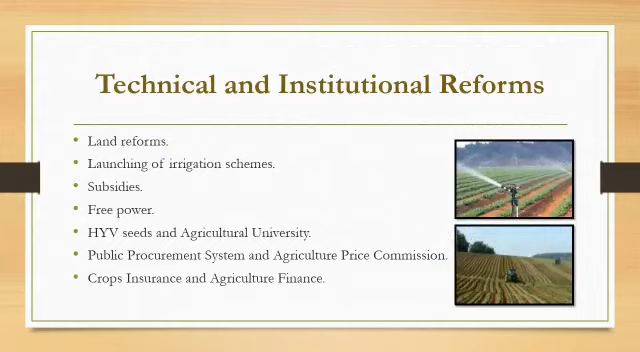 Technical and Institutional Reforms
• Land reforms.
• Launching of irrigation schemes.
• Subsidies.
• Free power.
• HYV seeds and Agricultural University.
• Public Procurement System and Agriculture Price Commission.
• Crops Insurance and Agriculture Finance.